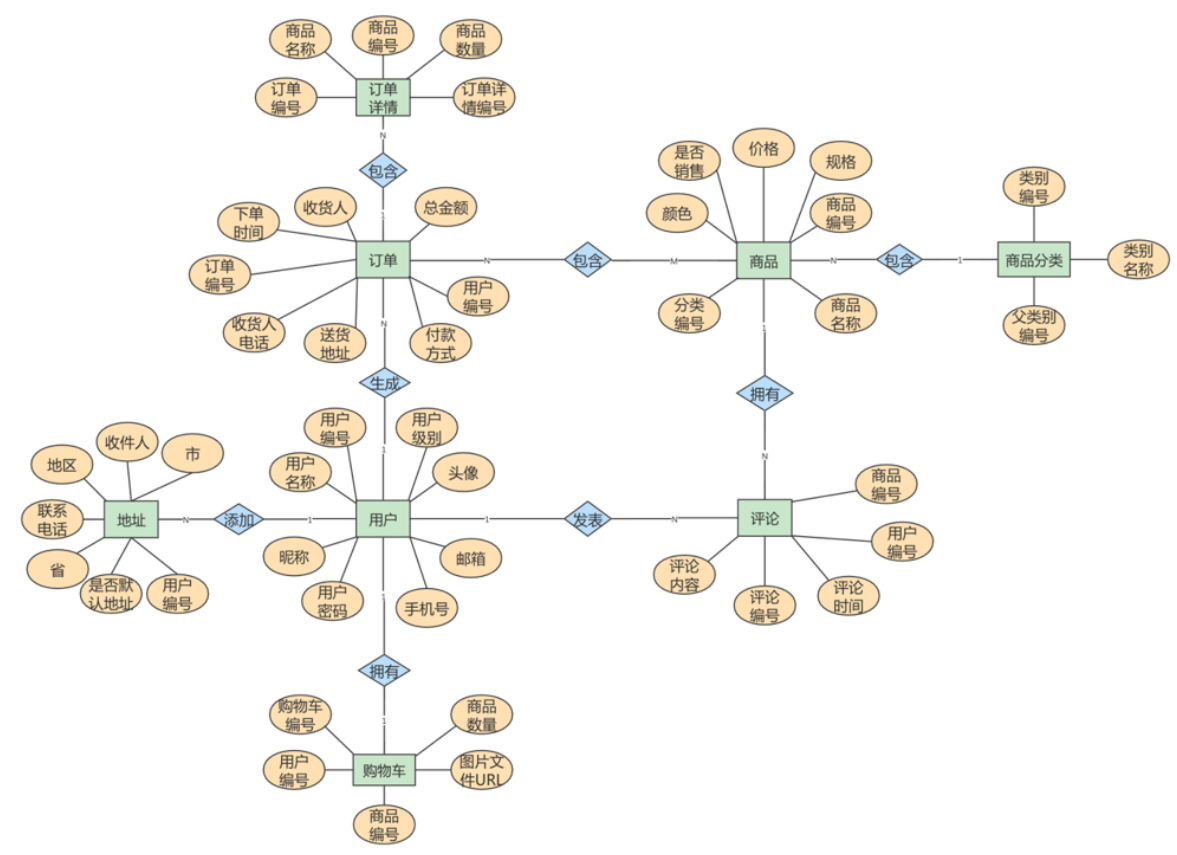 商品
名称
商品
编号
商品
数量
订单
编号
订单
详情
订单详
情编号
N
包含
1
下单
时间
收货人
总金额
订单
编号
订单
用户
编号
收货人
电话
送货
地址
付款
方式
N
包含
M
是否
销售
价格
规格
颜色
商品
编号
商品
分类
编号
商品
名称
N
包含
1
类别
编号
商品分类
类别
名称
父类别
编号
N
生成
1
1
拥有
N
用户
编号
用户
级别
用户
名称
头像
用户
昵称
邮箱
用户
密码
手机号
地区
收件人
市
联系
电话
地址
省
是否默
认地址
用户
编号
N
添加
1
1
发表
N
商品
编号
评论
用户
编号
评论
内容
评论
编号
评论
时间
1
拥有
1
购物车
编号
商品
数量
用户
编号
购物车
图片文
件URL
商品
编号